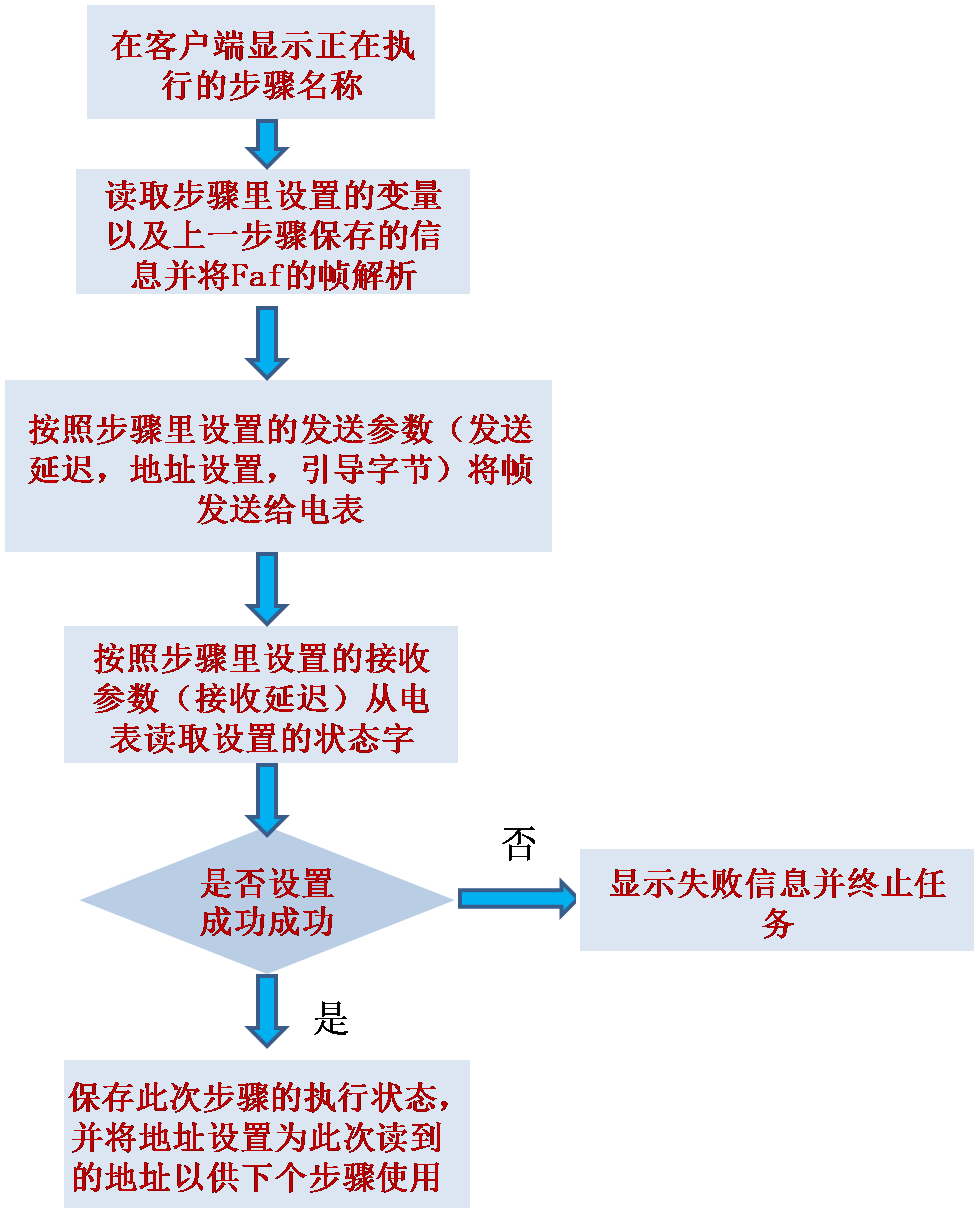 在客户端显示正在执
行的步骤名称
读取步骤里设置的变量
以及上一步骤保存的信
息并将Faf的帧解析
按照步骤里设置的发送参数（发送
延迟，地址设置，引导字节）将帧
发送给电表
按照步骤里设置的接收
参数（接收延迟）从电
表读取设置的状态字
是否设置
成功成功
否
显示失败信息并终止任
务
是
保存此次步骤的执行状态，
并将地址设置为此次读到
的地址以供下个步骤使用